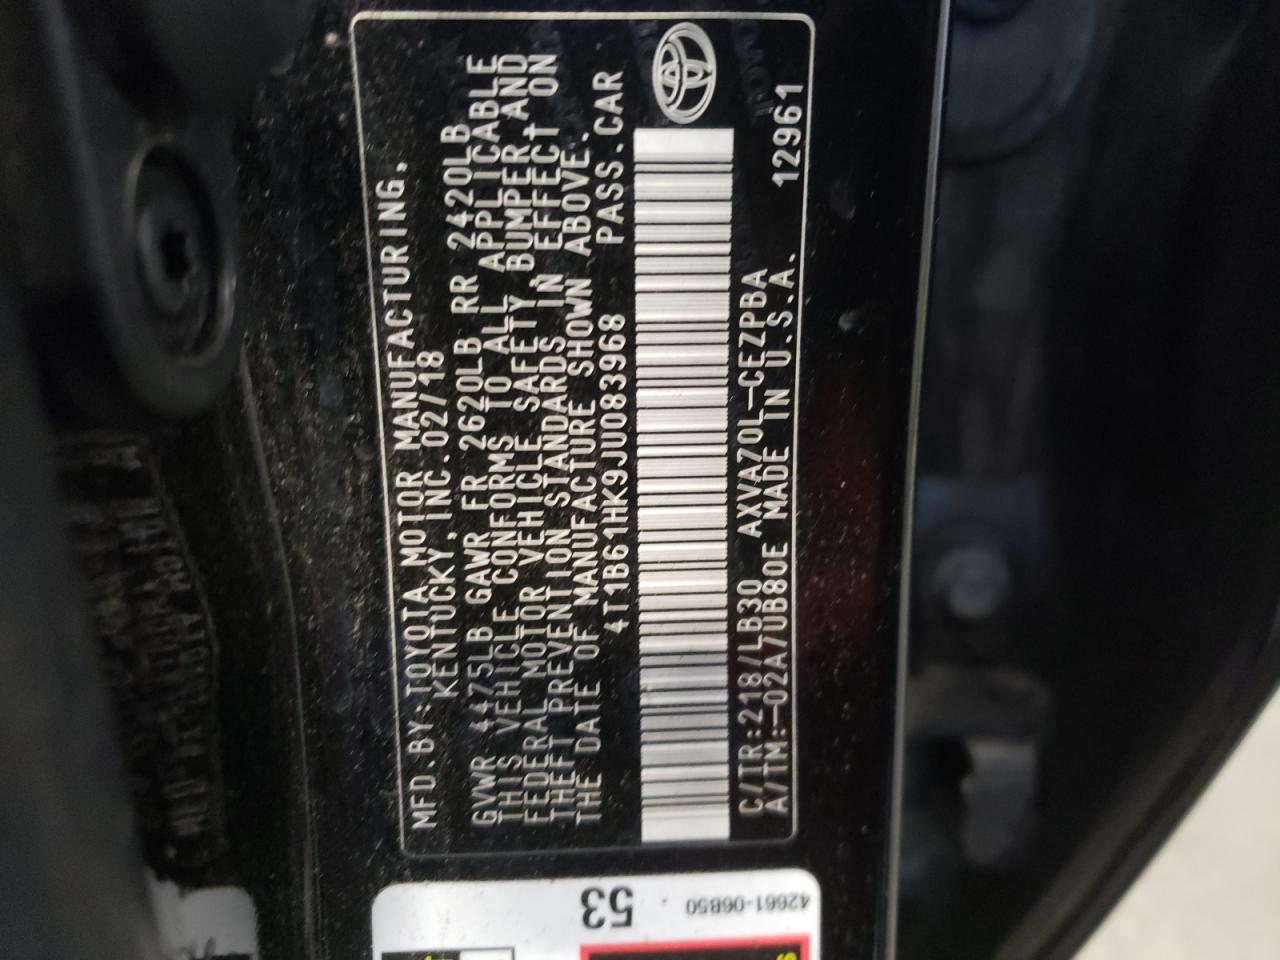 MFD.BY:TOYOTA MOTOR MANUFACTURING,
KENTUCKY, INC. 02/18
GVWR 4475LB GAWR FR 2620LB RR 2420LB
THIS VEHICLE CONFORMS TO ALL APPLICABLE
FEDERAL MOTOR VEHICLE SAFETY, BUMPER, AND
THEFT PREVENTION STANDARDS IN EFFECT ON
THE DATE OF MANUFACTURE SHOWN ABOVE.
4T1B61HK9JU083968 PASS.CAR
C/TR:218/LB30 AXVA70L-CEZPBA
A/TM:-02A/UB80E MADE IN U.S.A. 12961
53
42661-06B50